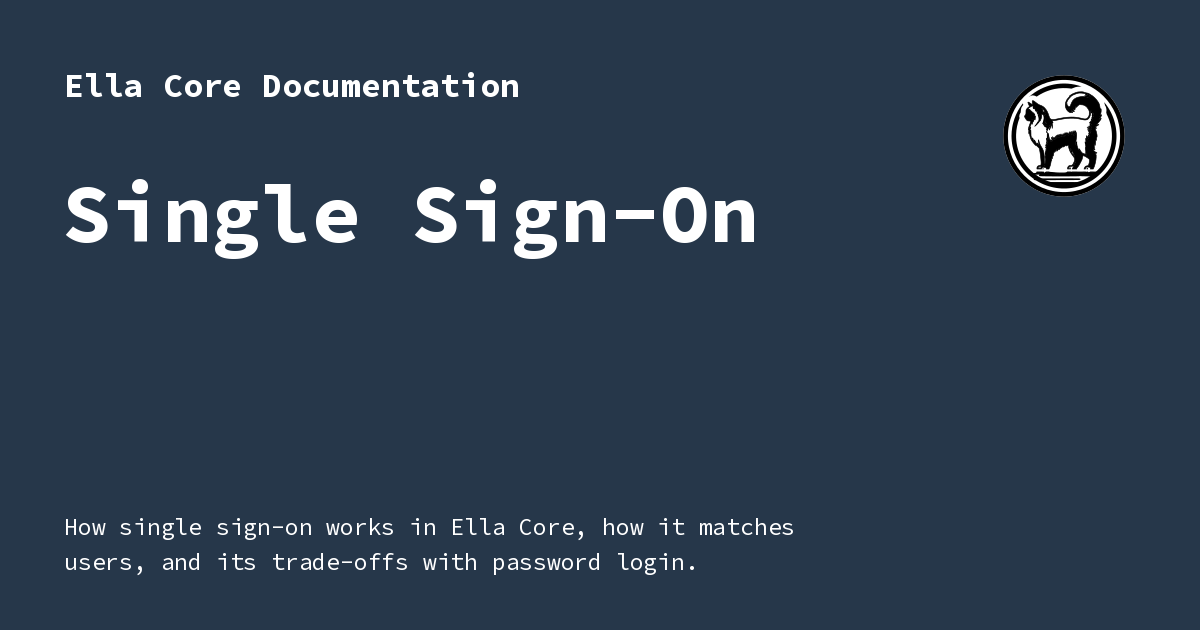 Ella Core Documentation
Single Sign-On
How single sign-on works in Ella Core, how it matches
users, and its trade-offs with password login.